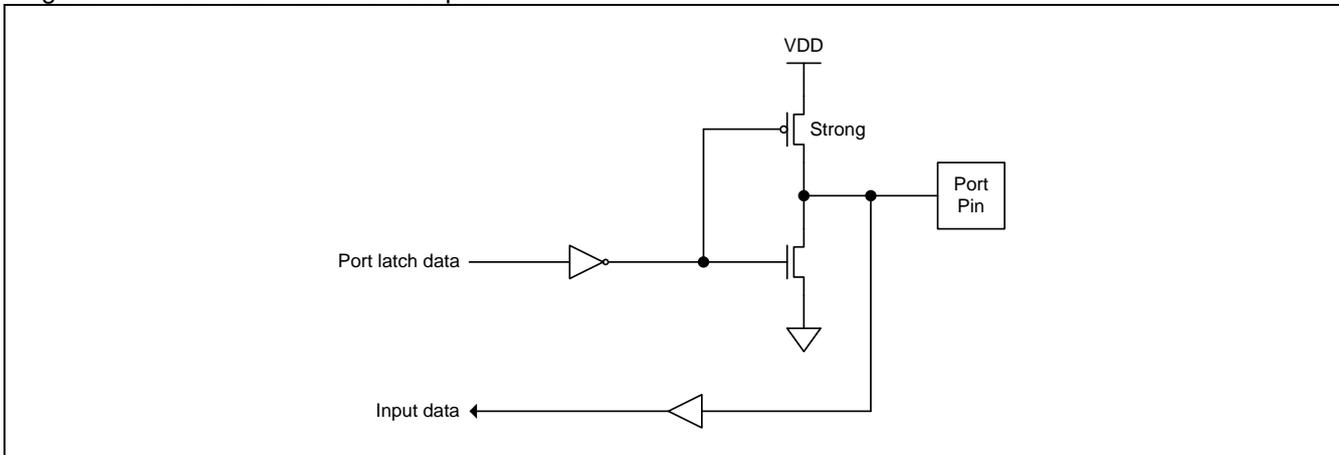 VDD
Strong
Port
Pin
Port latch data
Input data